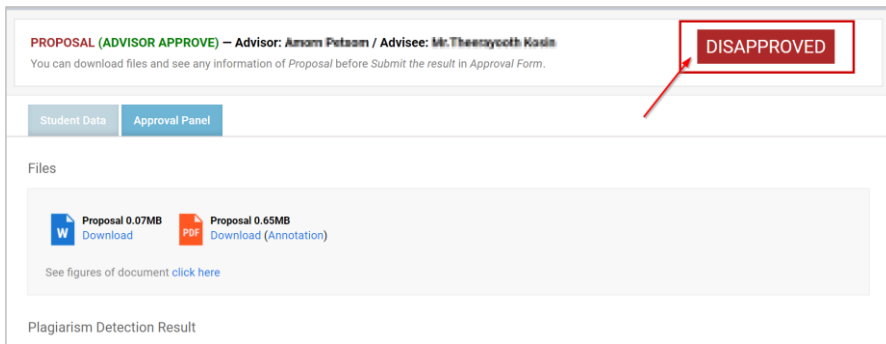 PROPOSAL (ADVISOR APPROVE) — Advisor: / Advisee:
DISAPPROVED
You can download files and see any information of Proposal before Submit the result in Approval Form.
Student Data
Approval Panel
Files
W
Proposal 0.07MB
Download
PDF
Proposal 0.65MB
Download (Annotation)
See figures of document click here
Plagiarism Detection Result